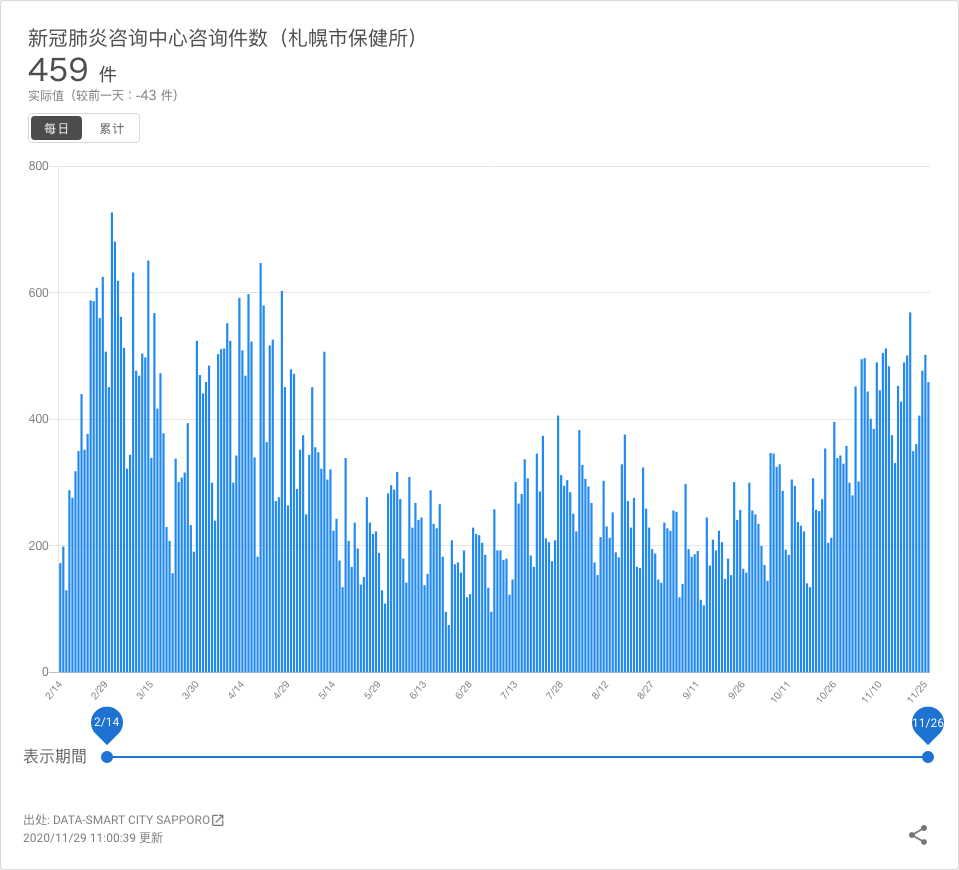 新冠肺炎咨询中心咨询件数（札幌市保健所）
459 件
实际值（较前一天：-43 件）
每日 累计
800
600
400
200
0
2/14 2/29 3/15 3/30 4/14 4/29 5/14 5/29 6/13 6/28 7/13 7/28 8/12 8/27 9/11 9/26 10/11 10/26 11/10 11/25
2/14 11/26
表示期間
出处: DATA-SMART CITY SAPPORO
2020/11/29 11:00:39 更新